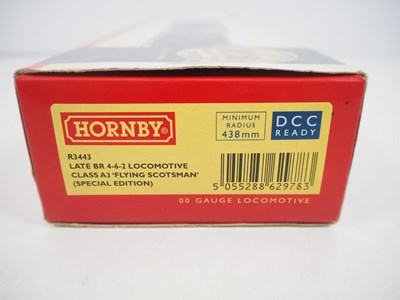 HORNBY®
MINIMUM
RADIUS
438mm
DCC
READY
R3443
LATE BR 4-6-2 LOCOMOTIVE
CLASS A3 'FLYING SCOTSMAN'
(SPECIAL EDITION)
5 055288 629783
00 GAUGE LOCOMOTIVE